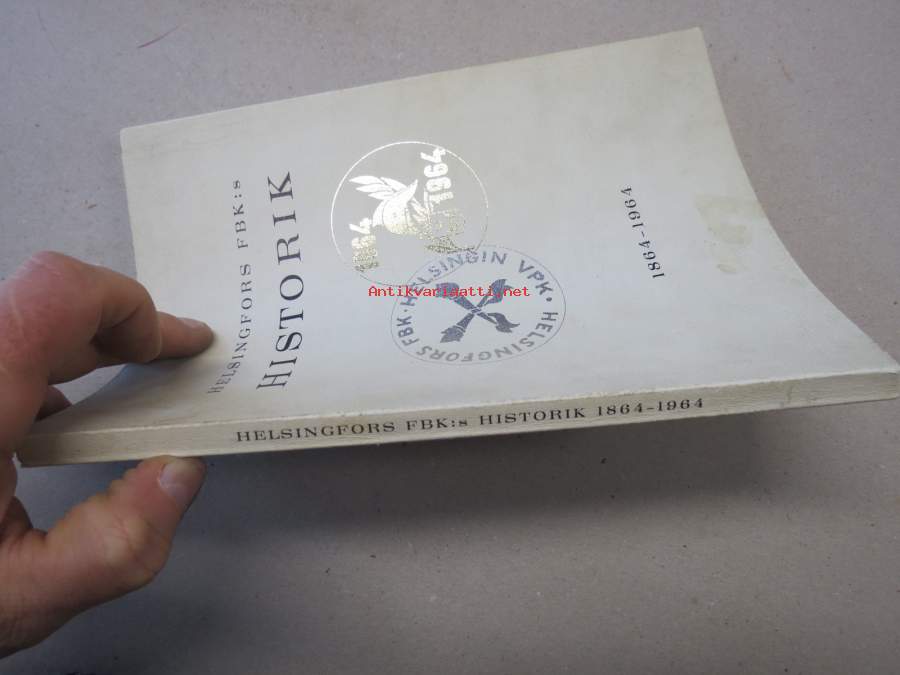 HELSINGFORS FBK:s
HISTORIK
1864 1964
HELSINGIN VPK · HELSINGFORS FBK ·
1864-1964
Antikvariaatti.net
HELSINGFORS FBK:s HISTORIK 1864-1964